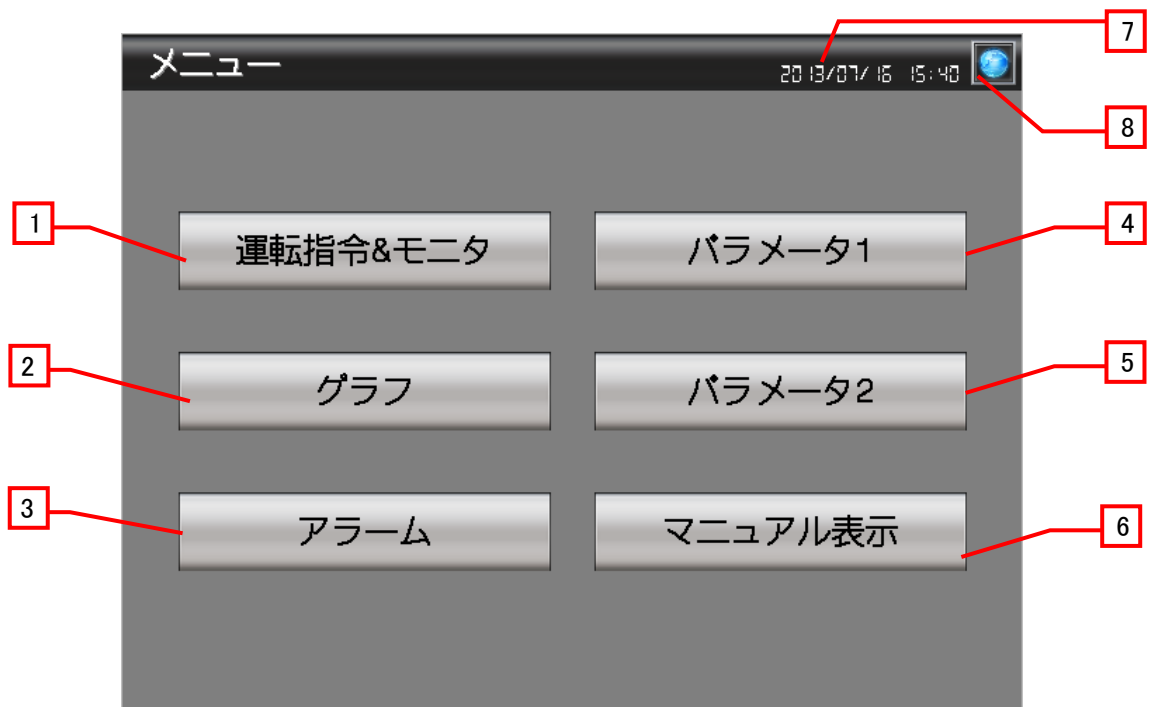 7
メニュー
2013/07/16 15:40
8
1
運転指令&モニタ
パラメータ1
4
2
グラフ
パラメータ2
5
3
アラーム
マニュアル表示
6